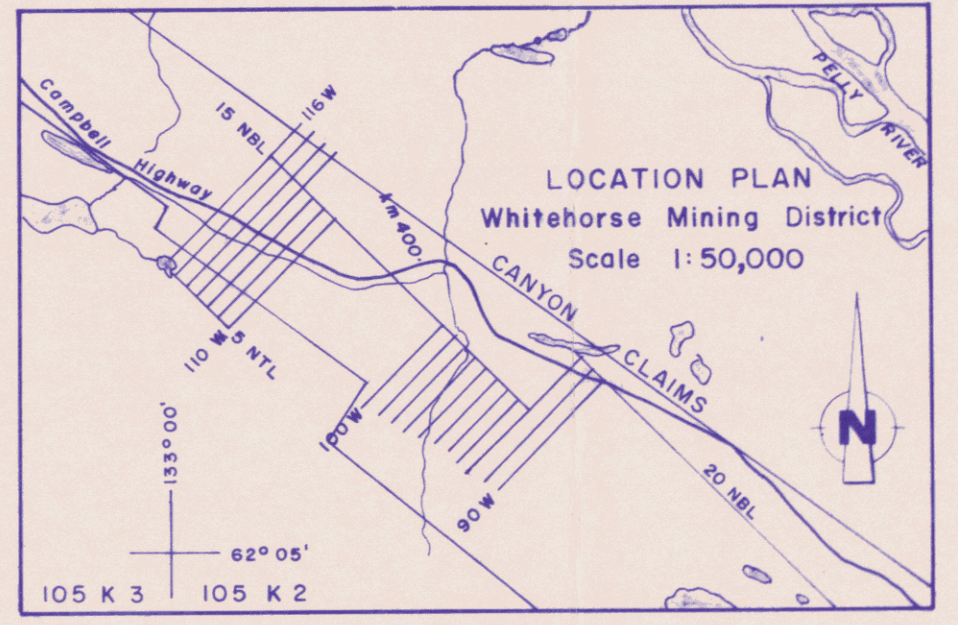 Campbell
Highway
15 NBL
116 W
PELLY
RIVER
LOCATION PLAN
Whitehorse Mining District
Scale 1:50,000
km 400.
CANYON
CLAIMS
110 W
5 NTL
100 W
90 W
20 NBL
N
133° 00'
62° 05'
105 K 3
105 K 2